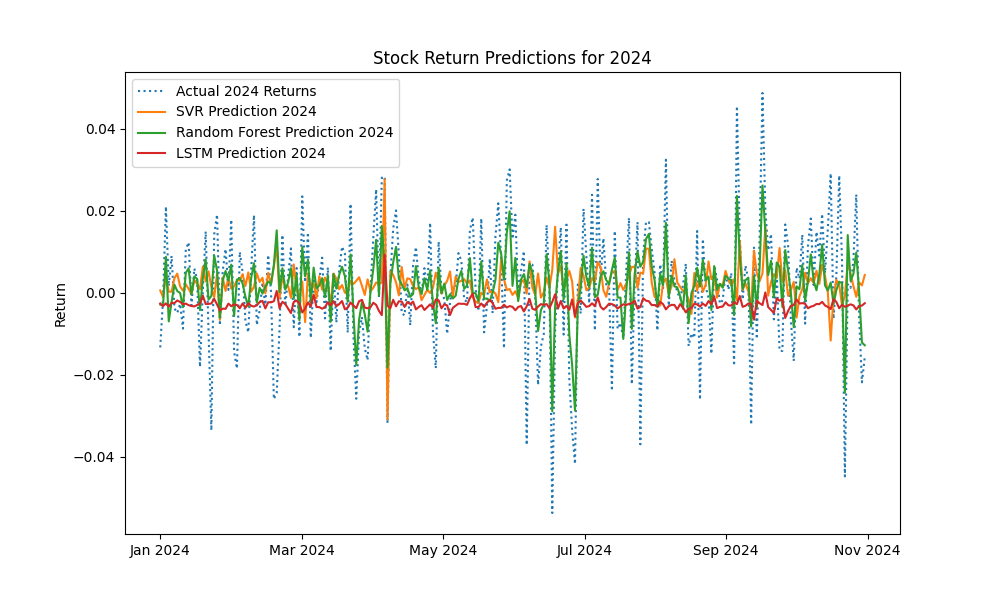 Stock Return Predictions for 2024
Actual 2024 Returns
SVR Prediction 2024
Random Forest Prediction 2024
LSTM Prediction 2024
Return
0.04
0.02
0.00
−0.02
−0.04
Jan 2024
Mar 2024
May 2024
Jul 2024
Sep 2024
Nov 2024